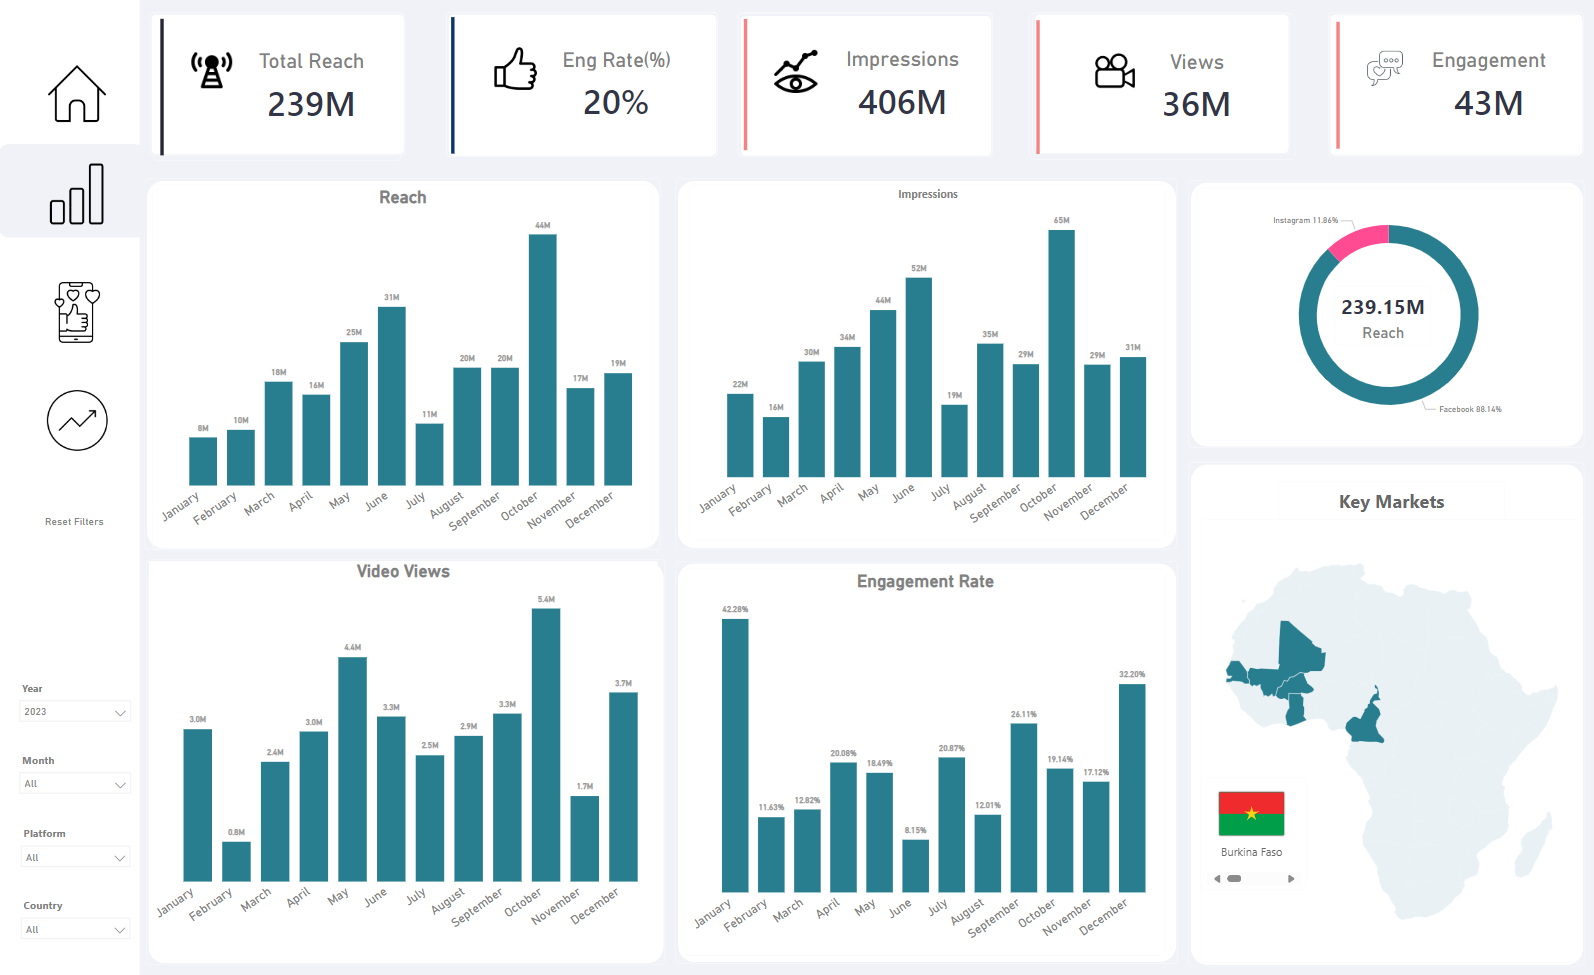 Total Reach
239M
Eng Rate(%)
20%
Impressions
406M
Views
36M
Engagement
43M
Reset Filters
Year
2023
Month
All
Platform
All
Country
All
Reach
8M
10M
18M
16M
25M
31M
11M
20M
20M
44M
17M
19M
January
February
March
April
May
June
July
August
September
October
November
December
Impressions
22M
16M
30M
34M
44M
52M
19M
35M
29M
65M
29M
31M
January
February
March
April
May
June
July
August
September
October
November
December
Instagram 11.86%
239.15M
Reach
Facebook 88.14%
Video Views
3.0M
0.8M
2.4M
3.0M
4.4M
3.3M
2.5M
2.9M
3.3M
5.4M
1.7M
3.7M
January
February
March
April
May
June
July
August
September
October
November
December
Engagement Rate
42.28%
11.63%
12.82%
20.08%
18.49%
8.15%
20.87%
12.01%
26.11%
19.14%
17.12%
32.20%
January
February
March
April
May
June
July
August
September
October
November
December
Key Markets
Burkina Faso